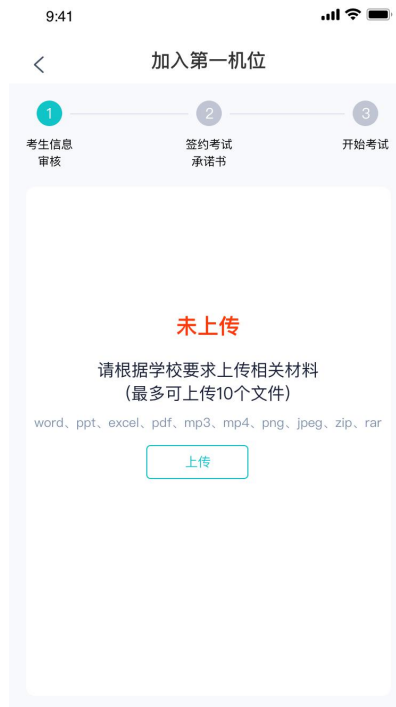 9:41
加入第一机位
1
2
3
考生信息
审核
签约考试
承诺书
开始考试
未上传
请根据学校要求上传相关材料
（最多可上传10个文件）
word、ppt、excel、pdf、mp3、mp4、png、jpeg、zip、rar
上传